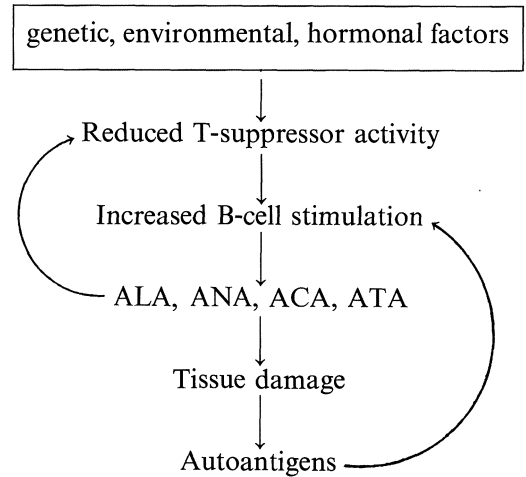 genetic, environmental, hormonal factors
Reduced T-suppressor activity
Increased B-cell stimulation
ALA, ANA, ACA, ATA
Tissue damage
Autoantigens